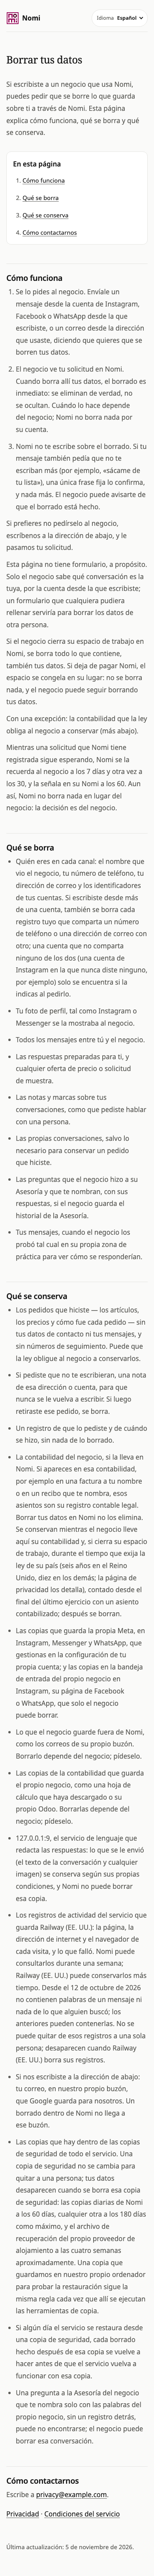 Nomi
Idioma Español
Borrar tus datos
Si escribiste a un negocio que usa Nomi,
puedes pedir que se borre lo que guarda
sobre ti a través de Nomi. Esta página
explica cómo funciona, qué se borra y qué
se conserva.
En esta página
1. Cómo funciona
2. Qué se borra
3. Qué se conserva
4. Cómo contactarnos
Cómo funciona
1. Se lo pides al negocio. Envíale un
mensaje desde la cuenta de Instagram,
Facebook o WhatsApp desde la que
escribiste, o un correo desde la dirección
que usaste, diciendo que quieres que se
borren tus datos.
2. El negocio ve tu solicitud en Nomi.
Cuando borra allí tus datos, el borrado es
inmediato: se eliminan de verdad, no
se ocultan. Cuándo lo hace depende
del negocio; Nomi no borra nada por
su cuenta.
3. Nomi no te escribe sobre el borrado. Si tu
mensaje también pedía que no te
escriban más (por ejemplo, «sácame de
tu lista»), una única frase fija lo confirma,
y nada más. El negocio puede avisarte de
que el borrado está hecho.
Si prefieres no pedírselo al negocio,
escríbenos a la dirección de abajo, y le
pasamos tu solicitud.
Esta página no tiene formulario, a propósito.
Solo el negocio sabe qué conversación es la
tuya, por la cuenta desde la que escribiste;
un formulario que cualquiera pudiera
rellenar serviría para borrar los datos de
otra persona.
Si el negocio cierra su espacio de trabajo en
Nomi, se borra todo lo que contiene,
también tus datos. Si deja de pagar Nomi, el
espacio se congela en su lugar: no se borra
nada, y el negocio puede seguir borrando
tus datos.
Con una excepción: la contabilidad que la ley
obliga al negocio a conservar (más abajo).
Mientras una solicitud que Nomi tiene
registrada sigue esperando, Nomi se la
recuerda al negocio a los 7 días y otra vez a
los 30, y la señala en su Nomi a los 60. Aun
así, Nomi no borra nada en lugar del
negocio: la decisión es del negocio.
Qué se borra
• Quién eres en cada canal: el nombre que
vio el negocio, tu número de teléfono, tu
dirección de correo y los identificadores
de tus cuentas. Si escribiste desde más
de una cuenta, también se borra cada
registro tuyo que comparta un número
de teléfono o una dirección de correo con
otro; una cuenta que no comparta
ninguno de los dos (una cuenta de
Instagram en la que nunca diste ninguno,
por ejemplo) solo se encuentra si la
indicas al pedirlo.
• Tu foto de perfil, tal como Instagram o
Messenger se la mostraba al negocio.
• Todos los mensajes entre tú y el negocio.
• Las respuestas preparadas para ti, y
cualquier oferta de precio o solicitud
de muestra.
• Las notas y marcas sobre tus
conversaciones, como que pediste hablar
con una persona.
• Las propias conversaciones, salvo lo
necesario para conservar un pedido
que hiciste.
• Las preguntas que el negocio hizo a su
Asesoría y que te nombran, con sus
respuestas, si el negocio guarda el
historial de la Asesoría.
• Tus mensajes, cuando el negocio los
probó tal cual en su propia zona de
práctica para ver cómo se responderían.
Qué se conserva
• Los pedidos que hiciste — los artículos,
los precios y cómo fue cada pedido — sin
tus datos de contacto ni tus mensajes, y
sin números de seguimiento. Puede que
la ley obligue al negocio a conservarlos.
• Si pediste que no te escribieran, una nota
de esa dirección o cuenta, para que
nunca se le vuelva a escribir. Si luego
retiraste ese pedido, se borra.
• Un registro de que lo pediste y de cuándo
se hizo, sin nada de lo borrado.
• La contabilidad del negocio, si la lleva en
Nomi. Si apareces en esa contabilidad,
por ejemplo en una factura a tu nombre
o en un recibo que te nombra, esos
asientos son su registro contable legal.
Borrar tus datos en Nomi no los elimina.
Se conservan mientras el negocio lleve
aquí su contabilidad y, si cierra su espacio
de trabajo, durante el tiempo que exija la
ley de su país (seis años en el Reino
Unido, diez en los demás; la página de
privacidad los detalla), contado desde el
final del último ejercicio con un asiento
contabilizado; después se borran.
• Las copias que guarda la propia Meta, en
Instagram, Messenger y WhatsApp, que
gestionas en la configuración de tu
propia cuenta; y las copias en la bandeja
de entrada del propio negocio en
Instagram, su página de Facebook
o WhatsApp, que solo el negocio
puede borrar.
• Lo que el negocio guarde fuera de Nomi,
como los correos de su propio buzón.
Borrarlo depende del negocio; pídeselo.
• Las copias de la contabilidad que guarda
el propio negocio, como una hoja de
cálculo que haya descargado o su
propio Odoo. Borrarlas depende del
negocio; pídeselo.
• 127.0.0.1:9, el servicio de lenguaje que
redacta las respuestas: lo que se le envió
(el texto de la conversación y cualquier
imagen) se conserva según sus propias
condiciones, y Nomi no puede borrar
esa copia.
• Los registros de actividad del servicio que
guarda Railway (EE. UU.): la página, la
dirección de internet y el navegador de
cada visita, y lo que falló. Nomi puede
consultarlos durante una semana;
Railway (EE. UU.) puede conservarlos más
tiempo. Desde el 12 de octubre de 2026
no contienen palabras de un mensaje ni
nada de lo que alguien buscó; los
anteriores pueden contenerlas. No se
puede quitar de esos registros a una sola
persona; desaparecen cuando Railway
(EE. UU.) borra sus registros.
• Si nos escribiste a la dirección de abajo:
tu correo, en nuestro propio buzón,
que Google guarda para nosotros. Un
borrado dentro de Nomi no llega a
ese buzón.
• Las copias que hay dentro de las copias
de seguridad de todo el servicio. Una
copia de seguridad no se cambia para
quitar a una persona; tus datos
desaparecen cuando se borra esa copia
de seguridad: las copias diarias de Nomi
a los 60 días, cualquier otra a los 180 días
como máximo, y el archivo de
recuperación del propio proveedor de
alojamiento a las cuatro semanas
aproximadamente. Una copia que
guardamos en nuestro propio ordenador
para probar la restauración sigue la
misma regla cada vez que allí se ejecutan
las herramientas de copia.
• Si algún día el servicio se restaura desde
una copia de seguridad, cada borrado
hecho después de esa copia se vuelve a
hacer antes de que el servicio vuelva a
funcionar con esa copia.
• Una pregunta a la Asesoría del negocio
que te nombra solo con las palabras del
propio negocio, sin un registro detrás,
puede no encontrarse; el negocio puede
borrar esa conversación.
Cómo contactarnos
Escribe a privacy@example.com.
Privacidad · Condiciones del servicio
Última actualización: 5 de noviembre de 2026.